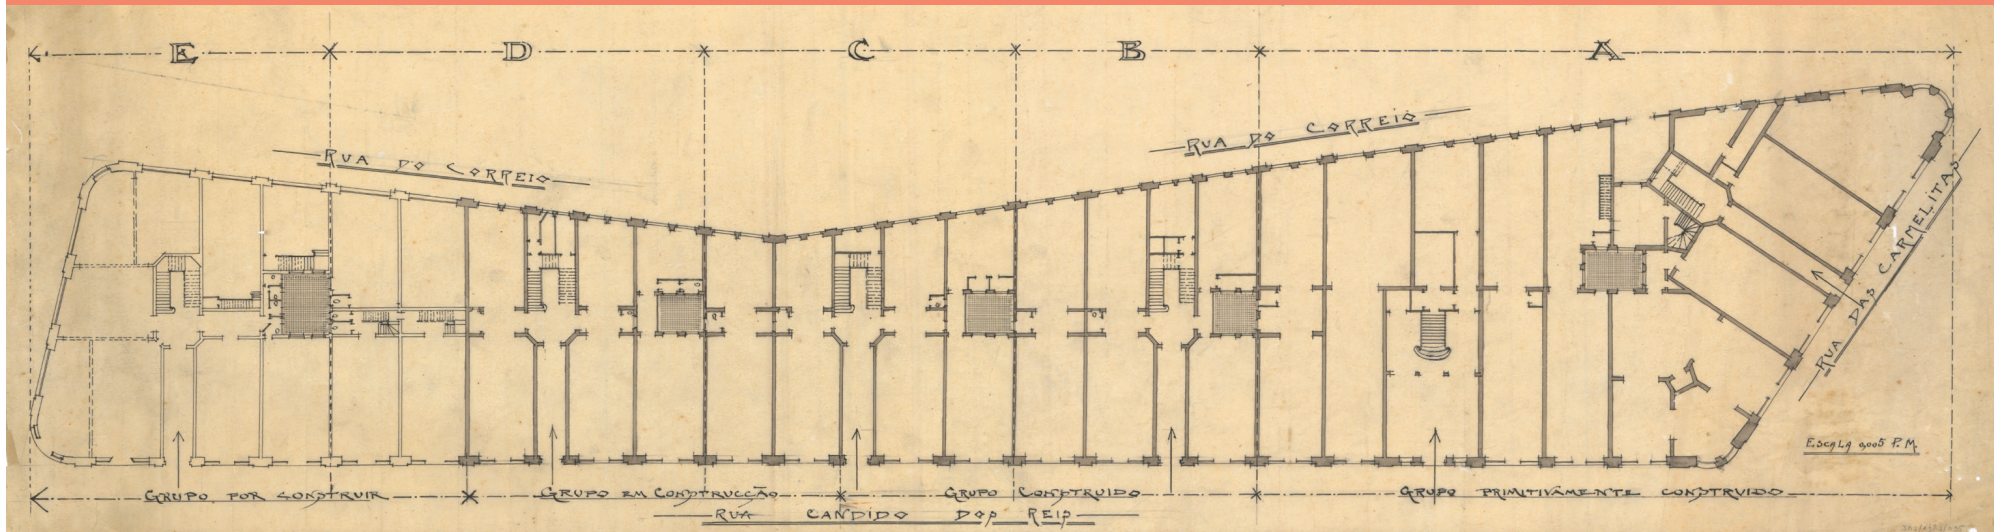 E D C B A
RUA DO CORREIO
RUA DO CORREIO
RUA DAS CARMELITAS
ESCALA 0,005 P.M.
GRUPO POR CONSTRUIR
GRUPO EM CONSTRUCÇÃO
GRUPO CONSTRUIDO
GRUPO PRIMITIVAMENTE CONSTRUIDO
RUA CANDIDO DOS REIS